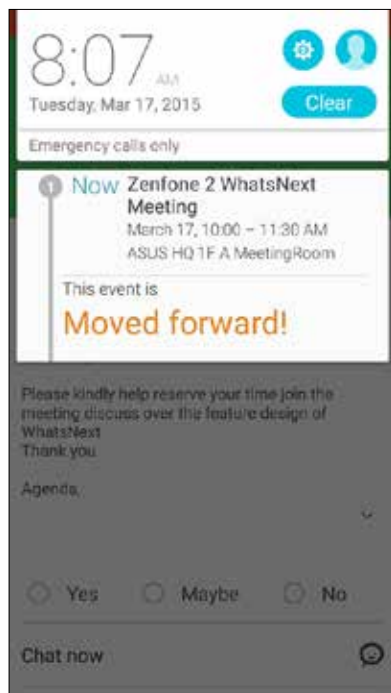 8:07 AM
Tuesday, Mar 17, 2015
Clear
Emergency calls only
1 Now Zenfone 2 WhatsNext
Meeting
March 17, 10:00 – 11:30 AM
ASUS HQ 1F A MeetingRoom
This event is
Moved forward!
Please kindly help reserve your time join the
meeting discuss over the feature design of
WhatsNext
Thank you
Agenda,
Yes Maybe No
Chat now